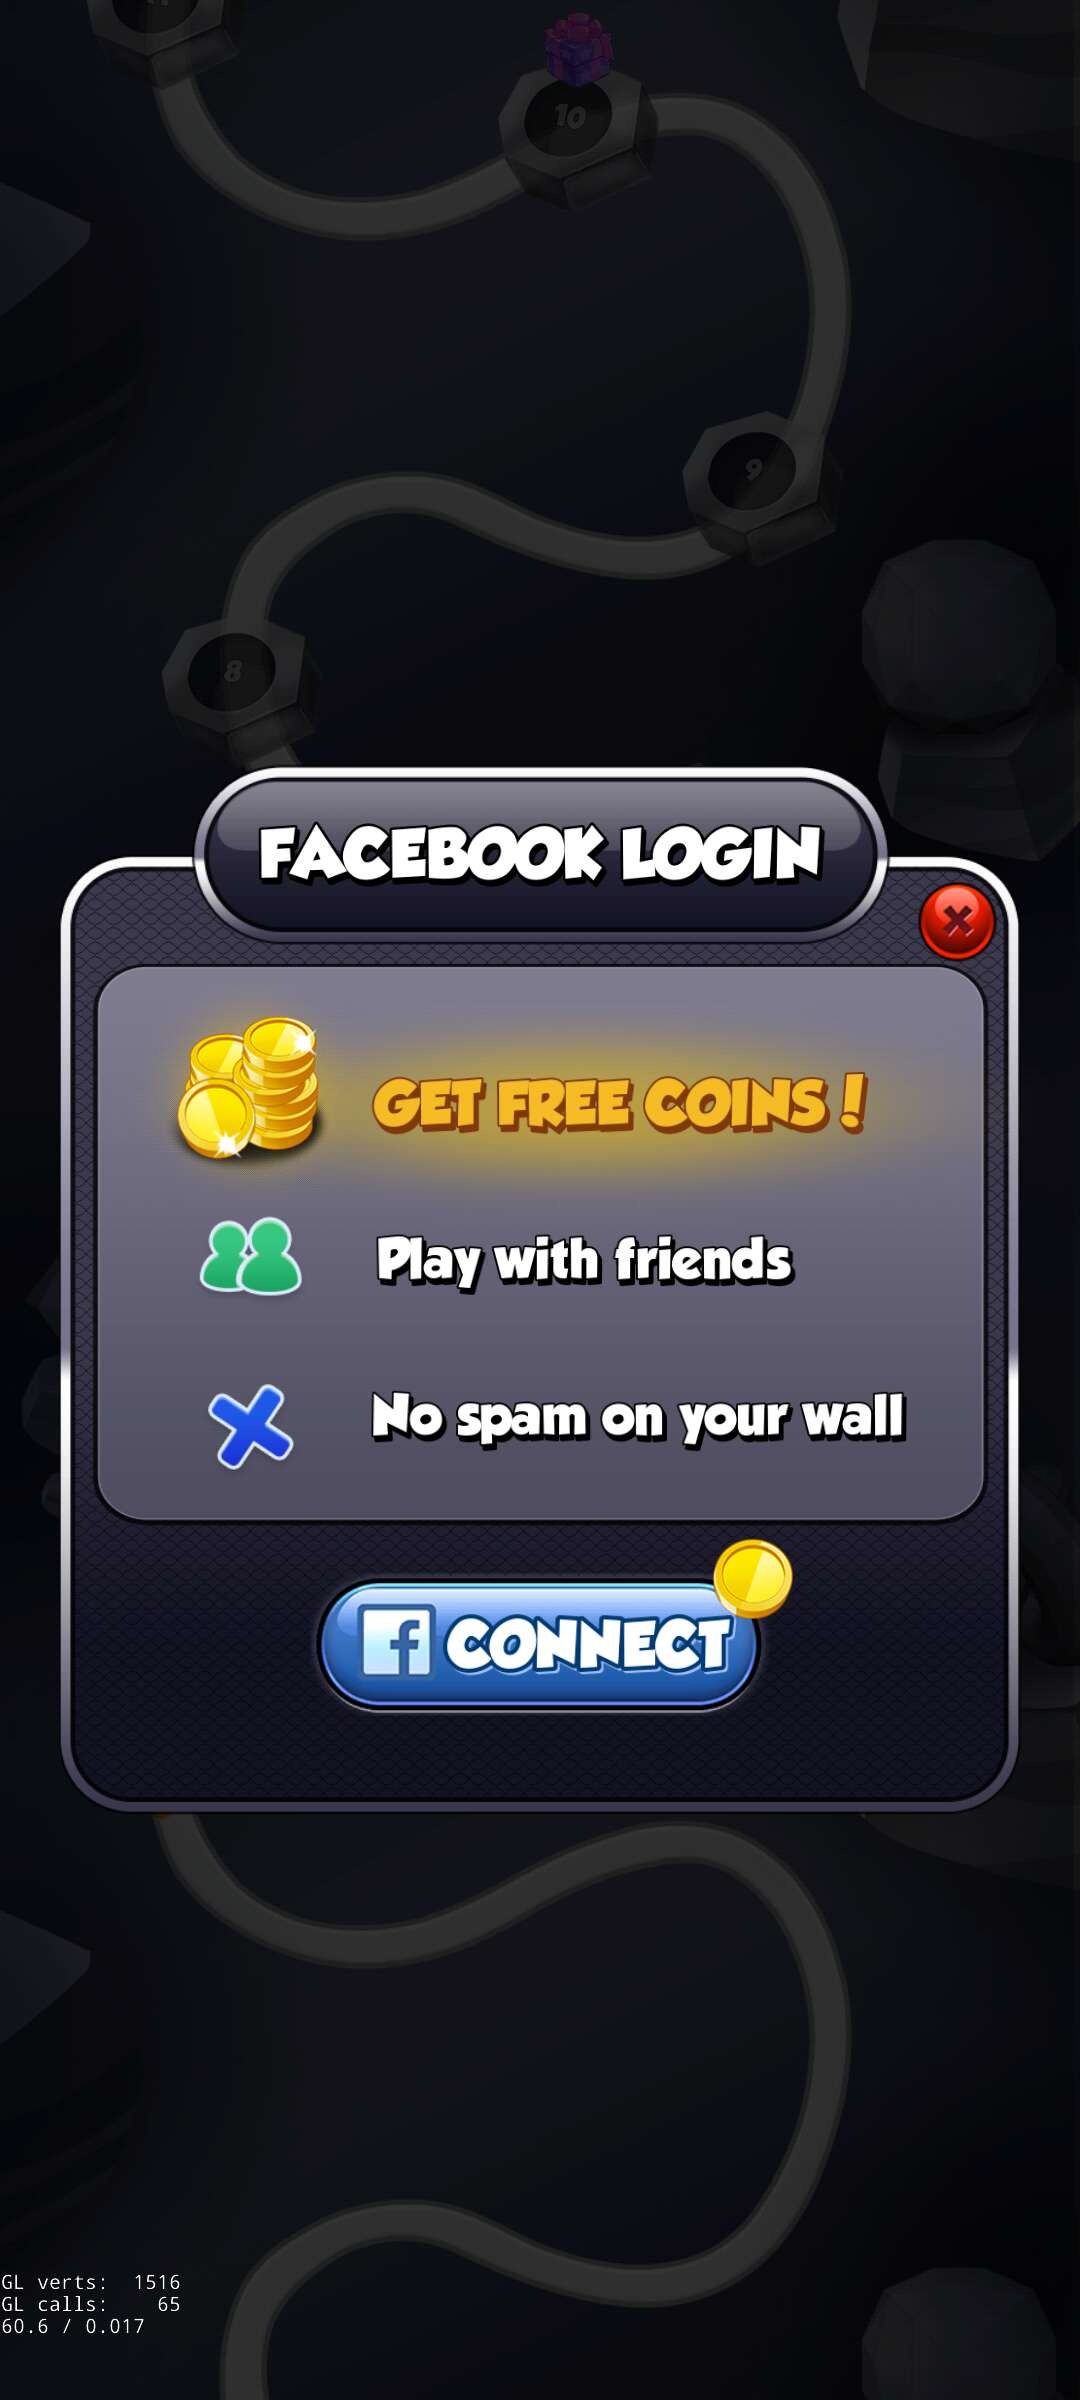 10
9
8
FACEBOOK LOGIN
GET FREE COINS!
Play with friends
No spam on your wall
f CONNECT
GL verts: 1516
GL calls: 65
60.6 / 0.017